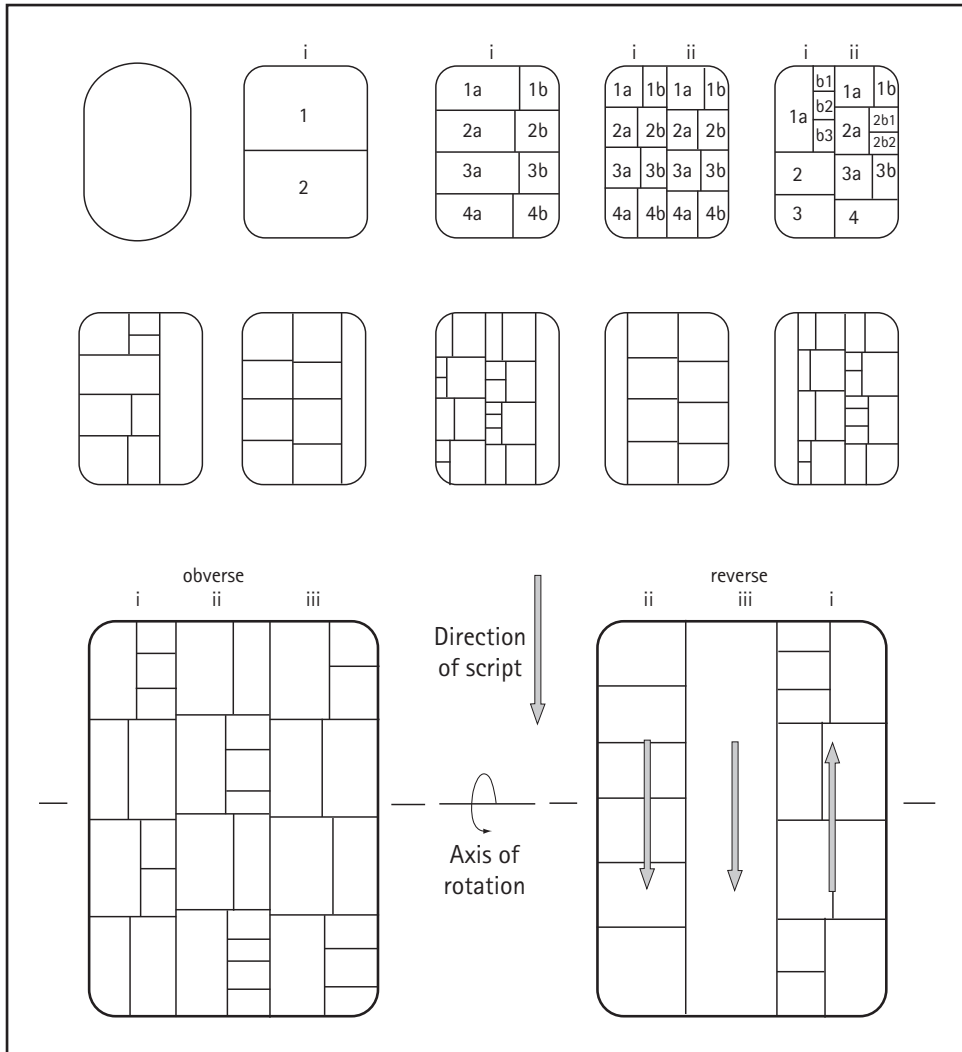 i
1
2
i
1a 1b
2a 2b
3a 3b
4a 4b
i ii
1a 1b 1a 1b
2a 2b 2a 2b
3a 3b 3a 3b
4a 4b 4a 4b
i ii
1a b1 b2 b3 1a 1b
2a 2b1 2b2
2 3a 3b
3 4
obverse
i ii iii
Direction
of script
Axis of
rotation
reverse
ii iii i